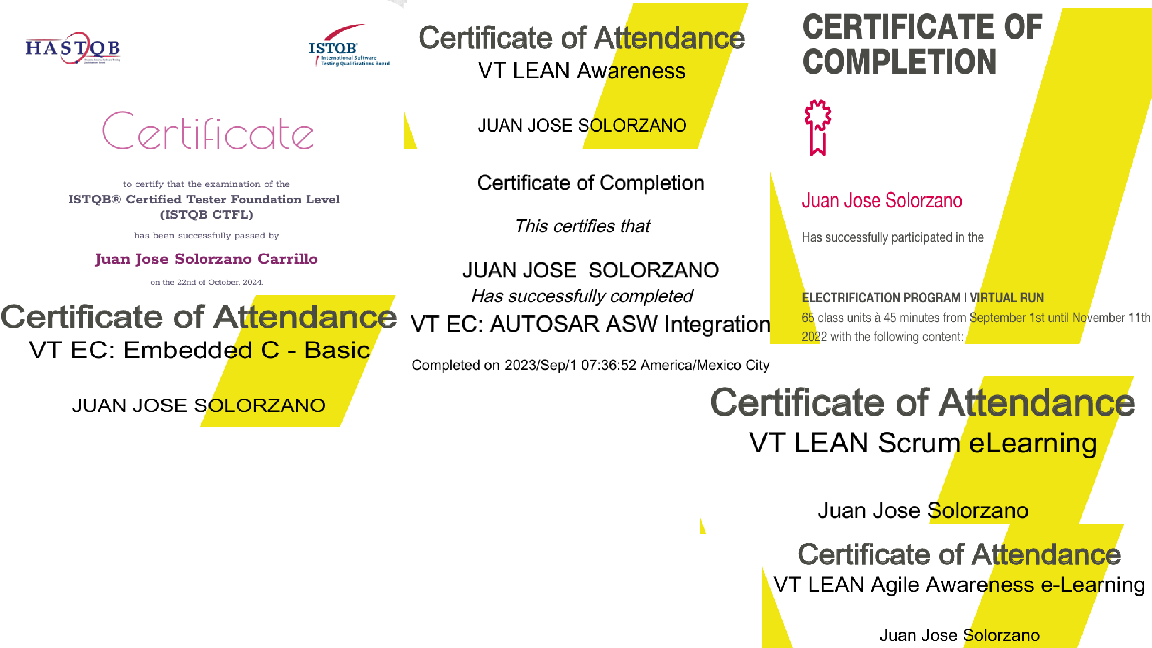 HASTQB
ISTQB®
International Software
Testing Qualifications Board
Certificate
to certify that the examination of the
ISTQB® Certified Tester Foundation Level
(ISTQB CTFL)
has been successfully passed by
Juan Jose Solorzano Carrillo
on the 22nd of October, 2024.
Certificate of Attendance
VT EC: Embedded C - Basic
JUAN JOSE SOLORZANO
Certificate of Attendance
VT LEAN Awareness
JUAN JOSE SOLORZANO
Certificate of Completion
This certifies that
JUAN JOSE SOLORZANO
Has successfully completed
VT EC: AUTOSAR ASW Integration
Completed on 2023/Sep/1 07:36:52 America/Mexico City
CERTIFICATE OF
COMPLETION
Juan Jose Solorzano
Has successfully participated in the
ELECTRIFICATION PROGRAM | VIRTUAL RUN
65 class units à 45 minutes from September 1st until November 11th
2022 with the following content:
Certificate of Attendance
VT LEAN Scrum eLearning
Juan Jose Solorzano
Certificate of Attendance
VT LEAN Agile Awareness e-Learning
Juan Jose Solorzano